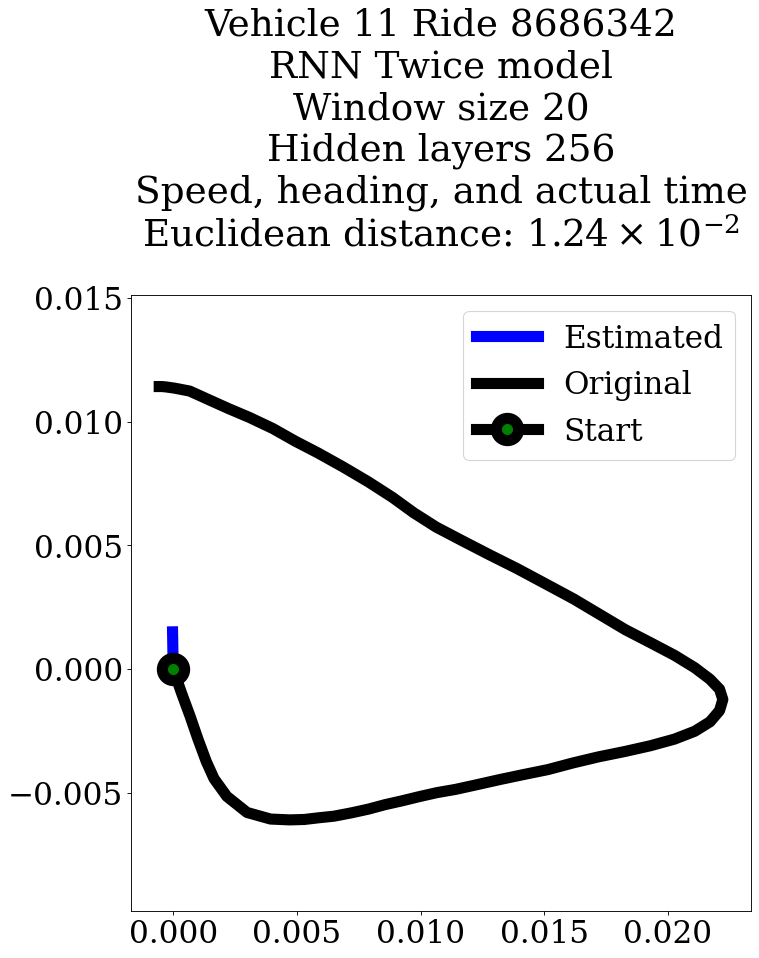 Vehicle 11 Ride 8686342
RNN Twice model
Window size 20
Hidden layers 256
Speed, heading, and actual time
Euclidean distance: 1.24 × 10⁻²
0.015
0.010
0.005
0.000
−0.005
Estimated
Original
Start
0.000 0.005 0.010 0.015 0.020